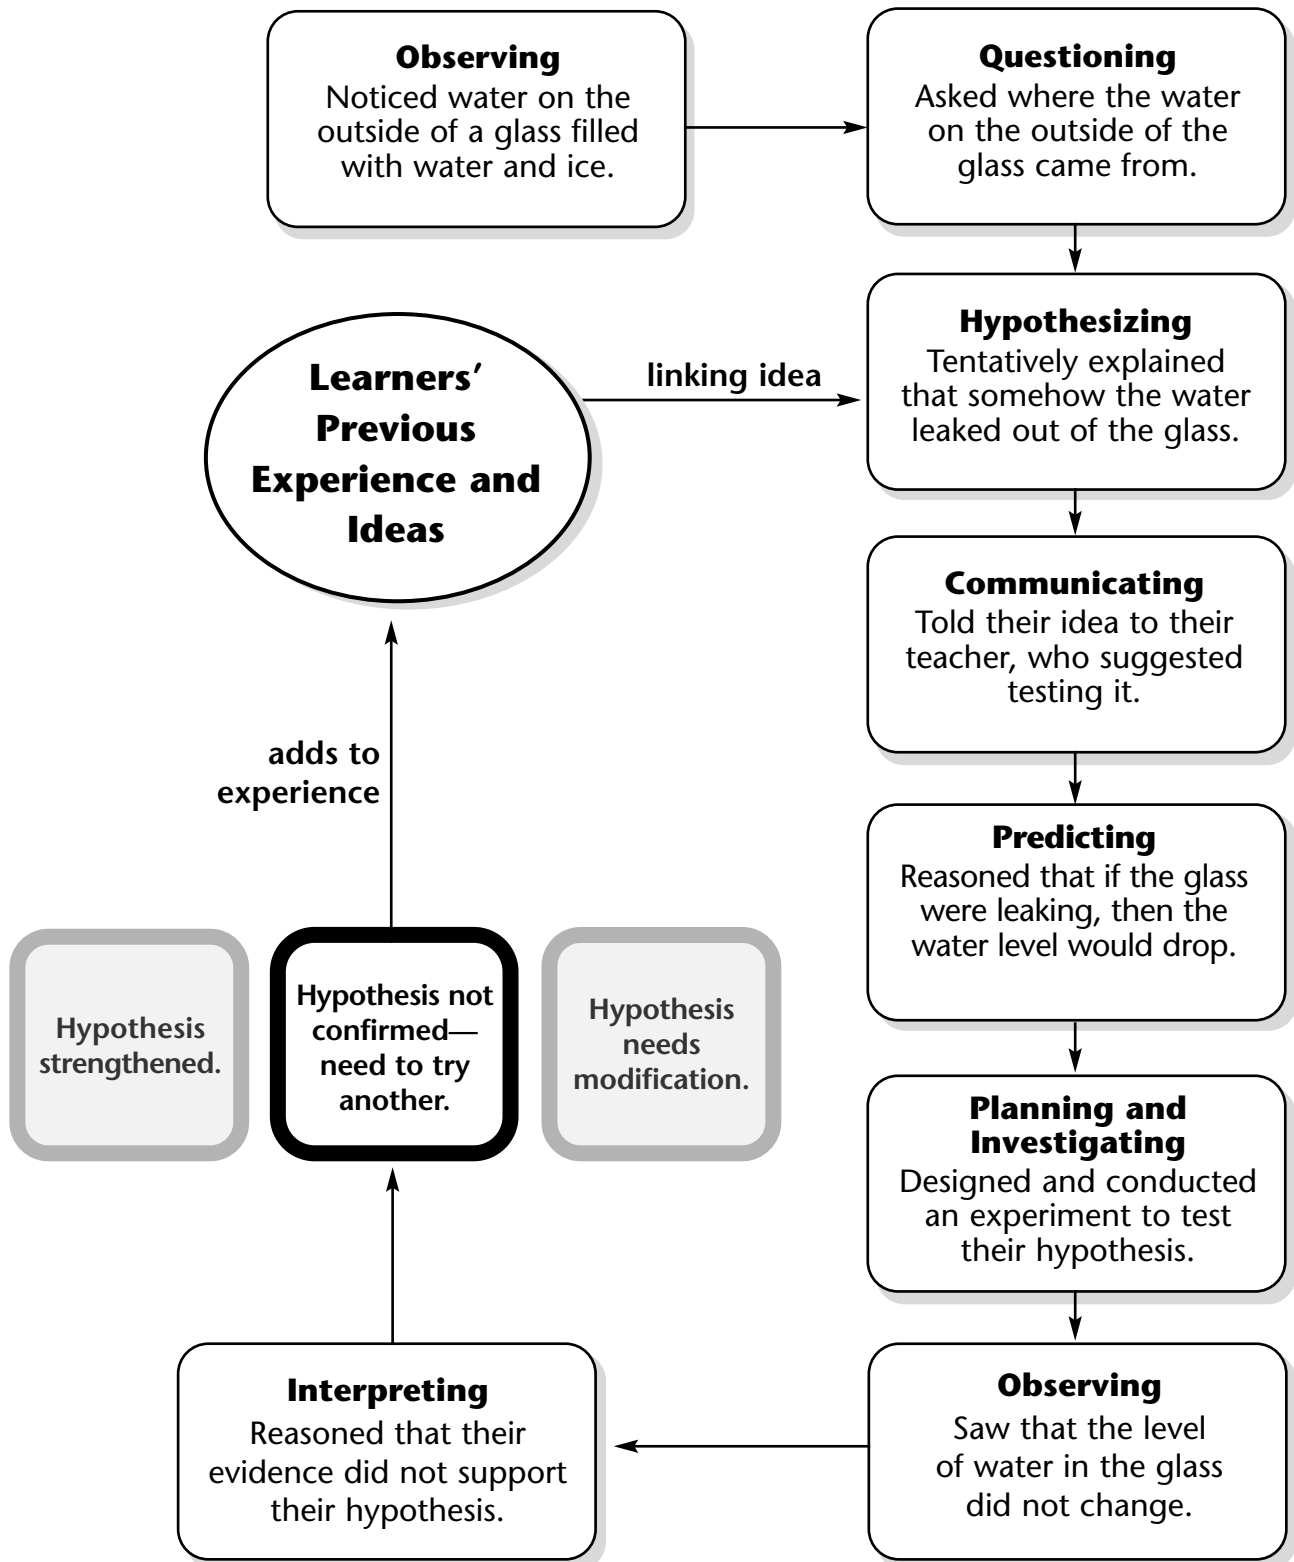 Observing
Noticed water on the
outside of a glass filled
with water and ice.
Questioning
Asked where the water
on the outside of the
glass came from.
Hypothesizing
Tentatively explained
that somehow the water
leaked out of the glass.
linking idea
Learners’
Previous
Experience and
Ideas
Communicating
Told their idea to their
teacher, who suggested
testing it.
Predicting
Reasoned that if the glass
were leaking, then the
water level would drop.
Planning and
Investigating
Designed and conducted
an experiment to test
their hypothesis.
Observing
Saw that the level
of water in the glass
did not change.
Interpreting
Reasoned that their
evidence did not support
their hypothesis.
Hypothesis
strengthened.
Hypothesis not
confirmed—
need to try
another.
Hypothesis
needs
modification.
adds to
experience